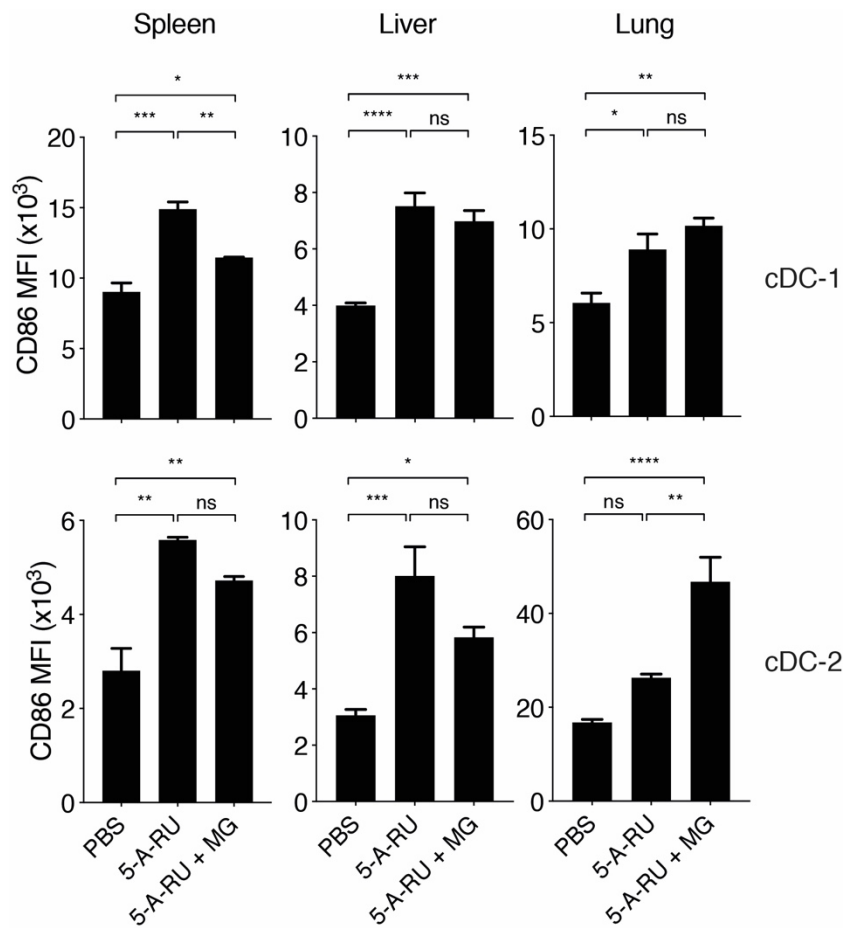 Spleen Liver Lung
* *** **
*** ** **** ns * ns
CD86 MFI (x10³)
20
15
10
5
0
10
8
6
4
2
0
15
10
5
0
cDC-1
** * ****
** ns *** ns ns **
CD86 MFI (x10³)
6
4
2
0
10
8
6
4
2
0
60
40
20
0
cDC-2
PBS
5-A-RU
5-A-RU + MG
PBS
5-A-RU
5-A-RU + MG
PBS
5-A-RU
5-A-RU + MG